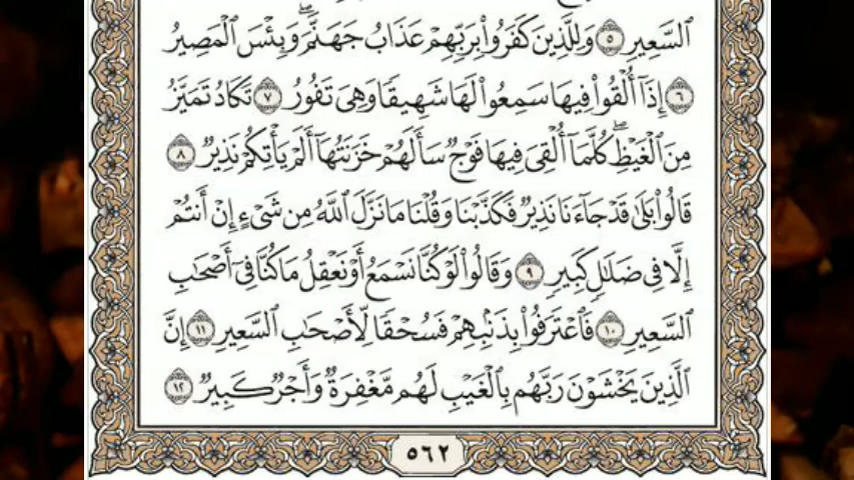 ٱلسَّعِيرِ ٥ وَلِلَّذِينَ كَفَرُوا۟ بِرَبِّهِمْ عَذَابُ جَهَنَّمَ ۖ وَبِئْسَ ٱلْمَصِيرُ
٦ إِذَآ أُلْقُوا۟ فِيهَا سَمِعُوا۟ لَهَا شَهِيقًا وَهِىَ تَفُورُ ٧ تَكَادُ تَمَيَّزُ
مِنَ ٱلْغَيْظِ ۖ كُلَّمَآ أُلْقِىَ فِيهَا فَوْجٌ سَأَلَهُمْ خَزَنَتُهَآ أَلَمْ يَأْتِكُمْ نَذِيرٌ ٨
قَالُوا۟ بَلَىٰ قَدْ جَآءَنَا نَذِيرٌ فَكَذَّبْنَا وَقُلْنَا مَا نَزَّلَ ٱللَّهُ مِن شَىْءٍ إِنْ أَنتُمْ
إِلَّا فِى ضَلَٰلٍ كَبِيرٍ ٩ وَقَالُوا۟ لَوْ كُنَّا نَسْمَعُ أَوْ نَعْقِلُ مَا كُنَّا فِىٓ أَصْحَٰبِ
ٱلسَّعِيرِ ١٠ فَٱعْتَرَفُوا۟ بِذَنۢبِهِمْ فَسُحْقًا لِّأَصْحَٰبِ ٱلسَّعِيرِ ١١ إِنَّ
ٱلَّذِينَ يَخْشَوْنَ رَبَّهُم بِٱلْغَيْبِ لَهُم مَّغْفِرَةٌ وَأَجْرٌ كَبِيرٌ ١٢
٥٦٢